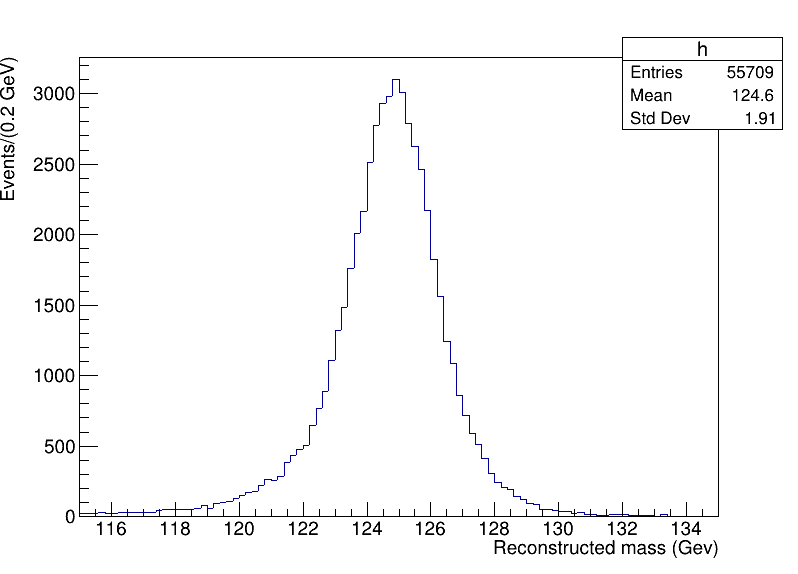 h
Entries 55709
Mean 124.6
Std Dev 1.91
Events/(0.2 GeV)
3000
2500
2000
1500
1000
500
0
116 118 120 122 124 126 128 130 132 134
Reconstructed mass (Gev)